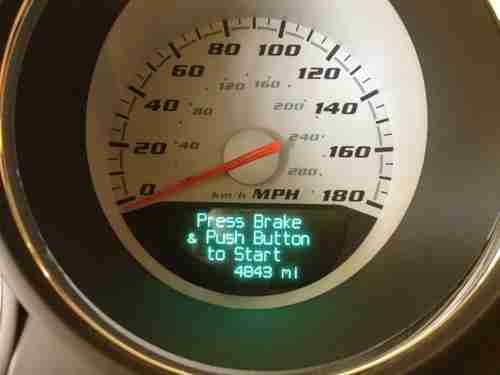 80 100
60 120
120 160
40 80 200 140
240
20 40 160
280
0 km/h MPH 180
Press Brake
& Push Button
to Start
4843 mi